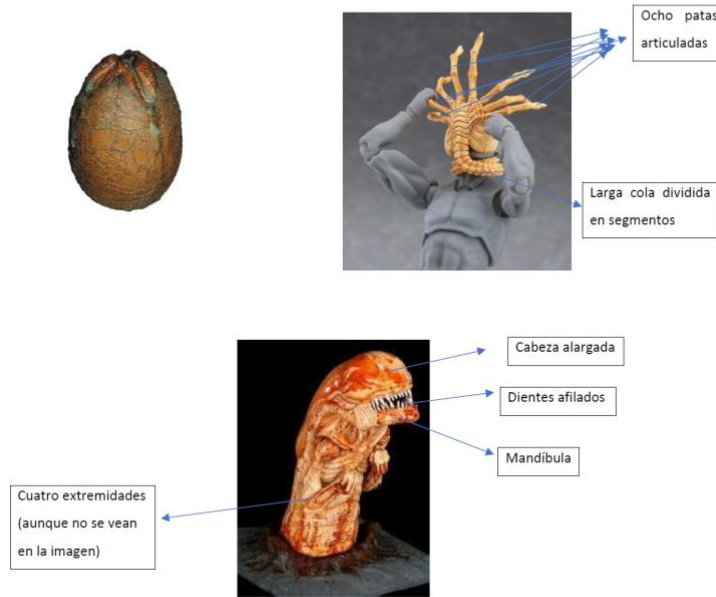 Ocho patas
articuladas
Larga cola dividida
en segmentos
Cabeza alargada
Dientes afilados
Mandíbula
Cuatro extremidades
(aunque no se vean
en la imagen)